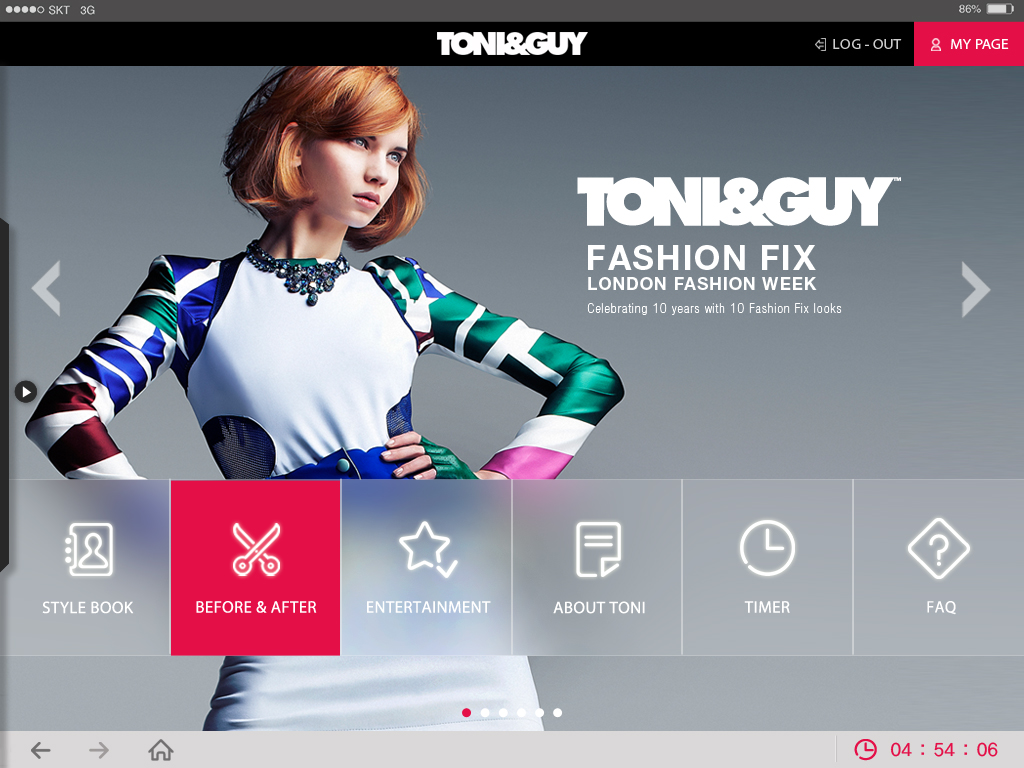 SKT 3G
86%
TONI&GUY
LOG - OUT
MY PAGE
TONI&GUY™
FASHION FIX
LONDON FASHION WEEK
Celebrating 10 years with 10 Fashion Fix looks
STYLE BOOK
BEFORE & AFTER
ENTERTAINMENT
ABOUT TONI
TIMER
FAQ
04 : 54 : 06